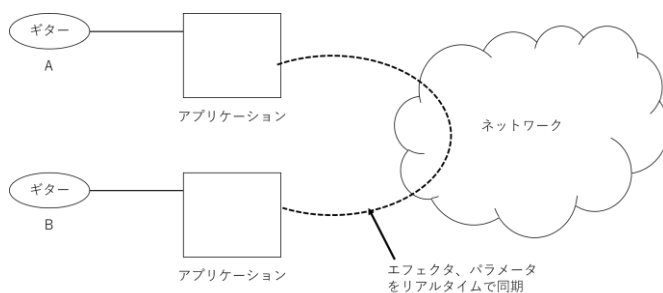 ギター
A
アプリケーション
ネットワーク
ギター
B
アプリケーション
エフェクタ、パラメータ
をリアルタイムで同期